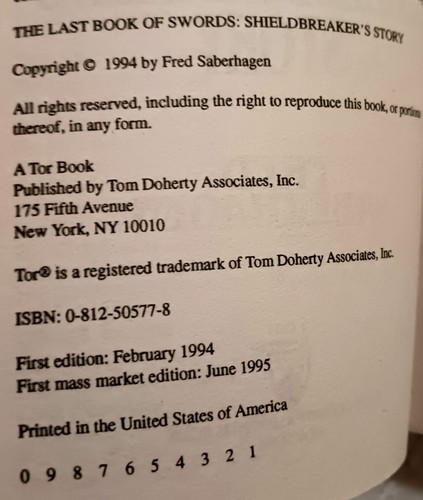 THE LAST BOOK OF SWORDS: SHIELDBREAKER'S STORY
Copyright © 1994 by Fred Saberhagen
All rights reserved, including the right to reproduce this book, or portions
thereof, in any form.
A Tor Book
Published by Tom Doherty Associates, Inc.
175 Fifth Avenue
New York, NY 10010
Tor® is a registered trademark of Tom Doherty Associates, Inc.
ISBN: 0-812-50577-8
First edition: February 1994
First mass market edition: June 1995
Printed in the United States of America
0 9 8 7 6 5 4 3 2 1